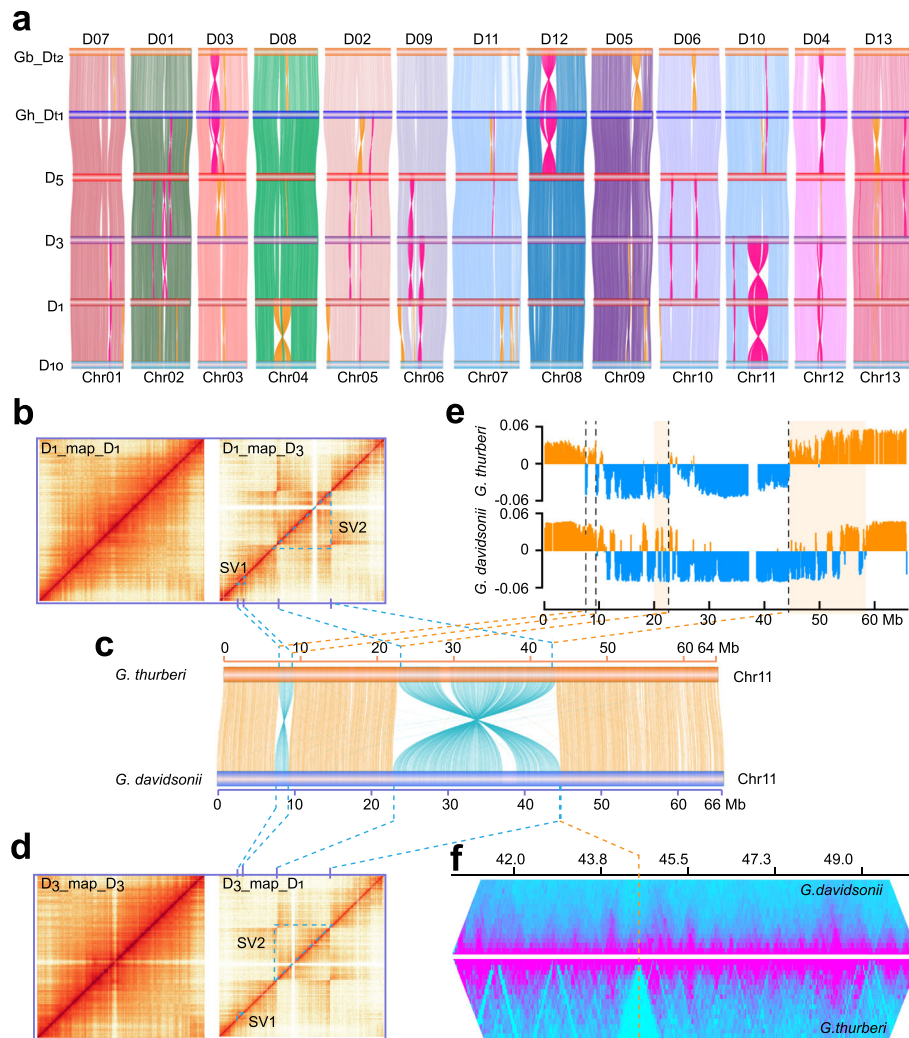 a
D07 D01 D03 D08 D02 D09 D11 D12 D05 D06 D10 D04 D13
Gb_Dt2
Gh_Dt1
D5
D3
D1
D10
Chr01 Chr02 Chr03 Chr04 Chr05 Chr06 Chr07 Chr08 Chr09 Chr10 Chr11 Chr12 Chr13
b
D1_map_D1
D1_map_D3
SV2
SV1
e
0.06
0
-0.06
G. thurberi
0.06
0
-0.06
G. davidsonii
0 10 20 30 40 50 60 Mb
c
0 10 20 30 40 50 60 64 Mb
G. thurberi
Chr11
G. davidsonii
Chr11
0 10 20 30 40 50 60 66 Mb
d
D3_map_D3
D3_map_D1
SV2
SV1
f
42.0 43.8 45.5 47.3 49.0
G.davidsonii
G.thurberi